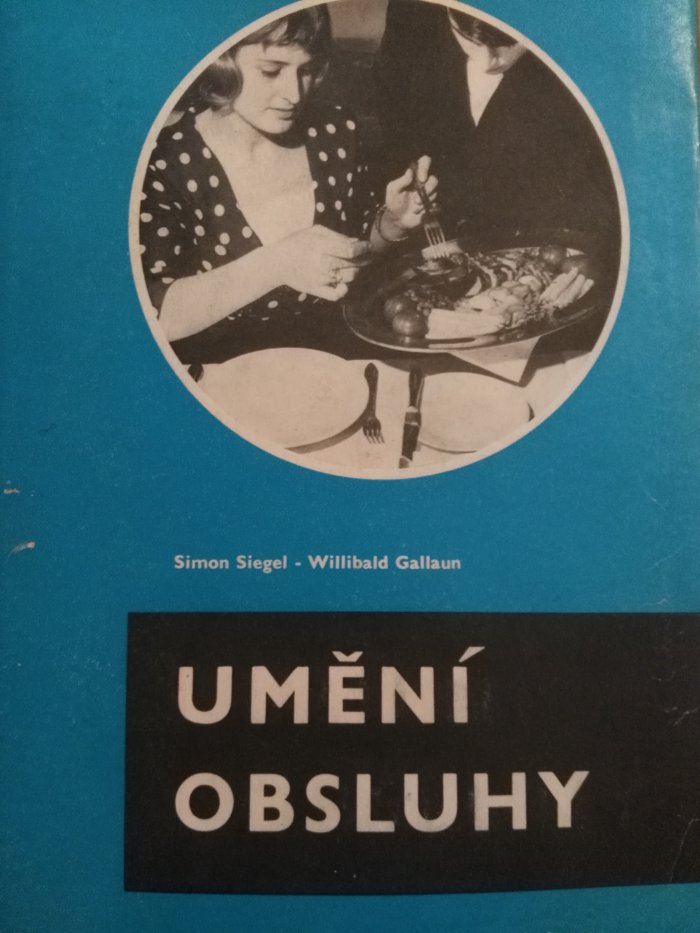 Simon Siegel - Willibald Gallaun
UMĚNÍ
OBSLUHY